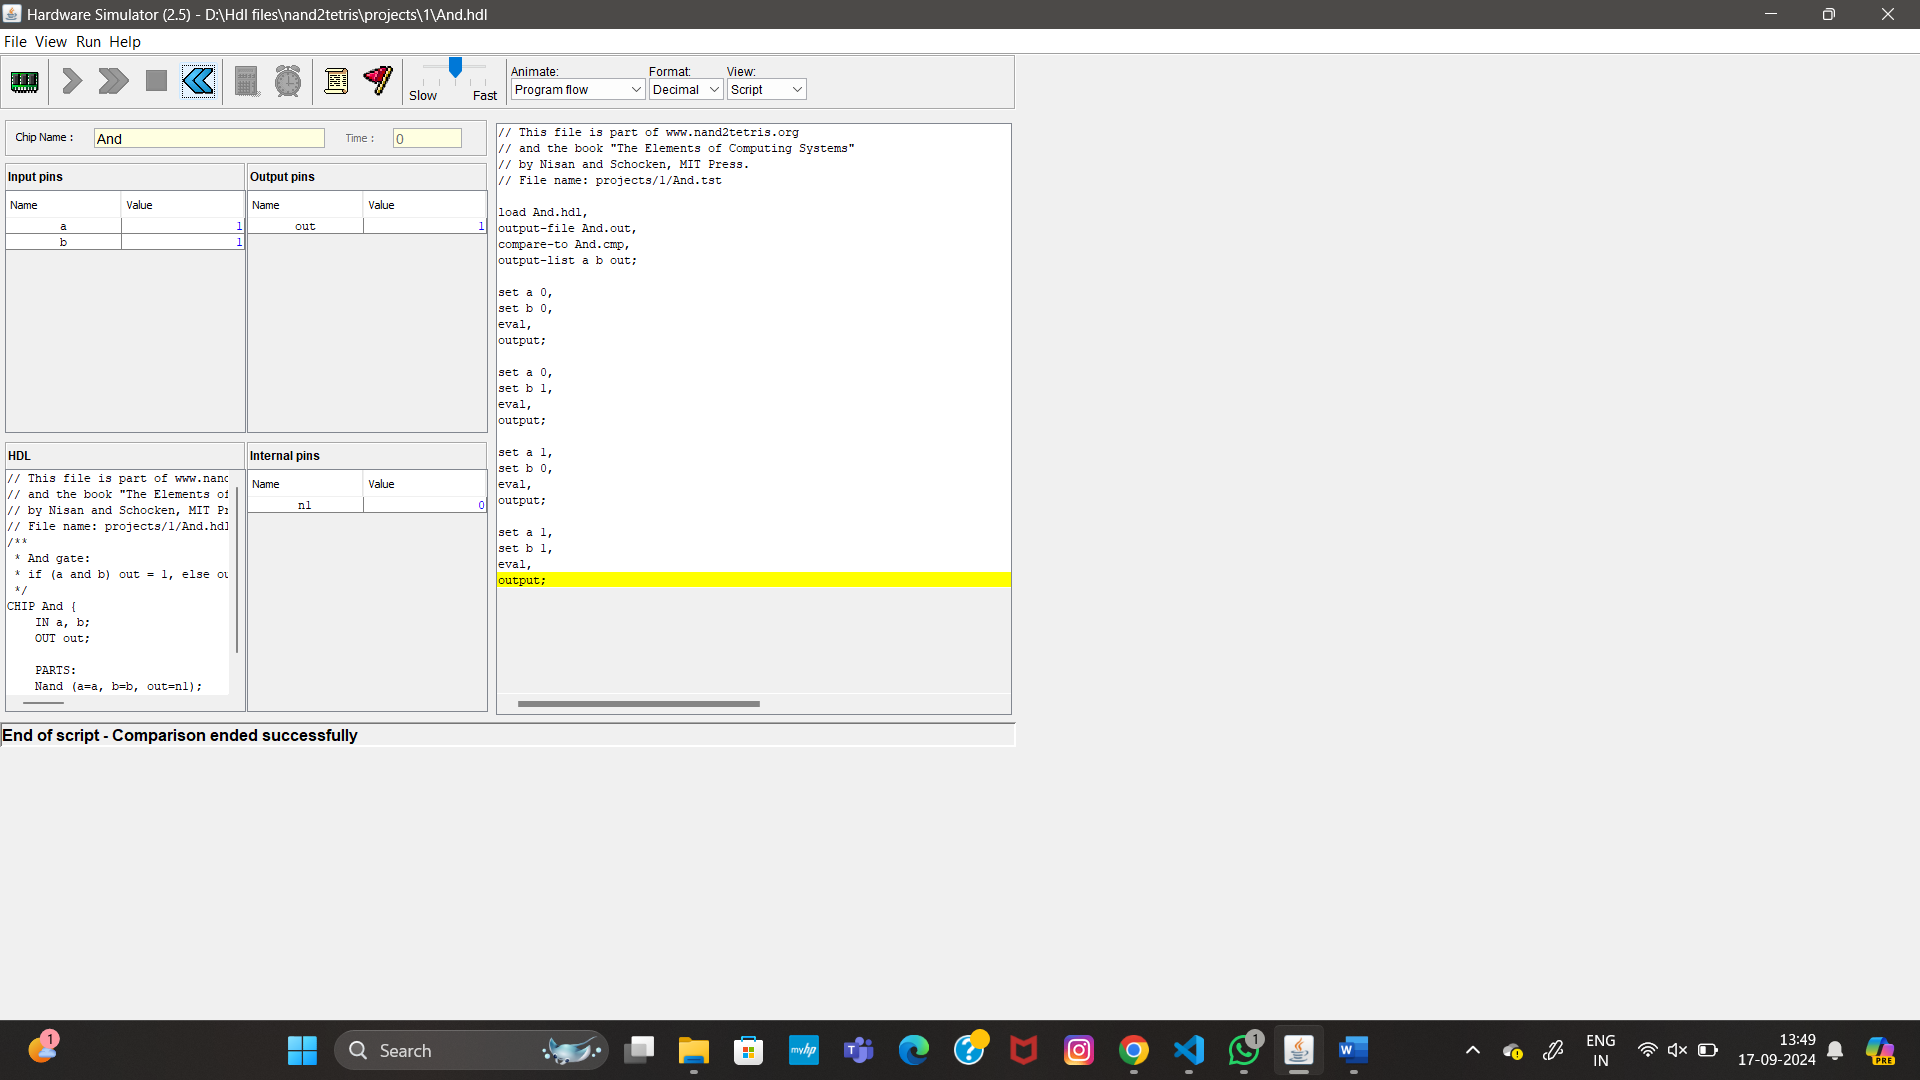 Hardware Simulator (2.5) - D:\Hdl files\nand2tetris\projects\1\And.hdl
File View Run Help
Slow Fast
Animate:
Program flow
Format:
Decimal
View:
Script
Chip Name :
And
Time :
0
Input pins
Name Value
a 1
b 1
Output pins
Name Value
out 1
HDL
// This file is part of www.nand
// and the book "The Elements of
// by Nisan and Schocken, MIT Pr
// File name: projects/1/And.hdl
/**
* And gate:
* if (a and b) out = 1, else ou
*/
CHIP And {
IN a, b;
OUT out;
PARTS:
Nand (a=a, b=b, out=n1);
Internal pins
Name Value
n1 0
// This file is part of www.nand2tetris.org
// and the book "The Elements of Computing Systems"
// by Nisan and Schocken, MIT Press.
// File name: projects/1/And.tst
load And.hdl,
output-file And.out,
compare-to And.cmp,
output-list a b out;
set a 0,
set b 0,
eval,
output;
set a 0,
set b 1,
eval,
output;
set a 1,
set b 0,
eval,
output;
set a 1,
set b 1,
eval,
output;
End of script - Comparison ended successfully
1
Search
myhp
T
?
1
W
ENG
IN
13:49
17-09-2024
PRE